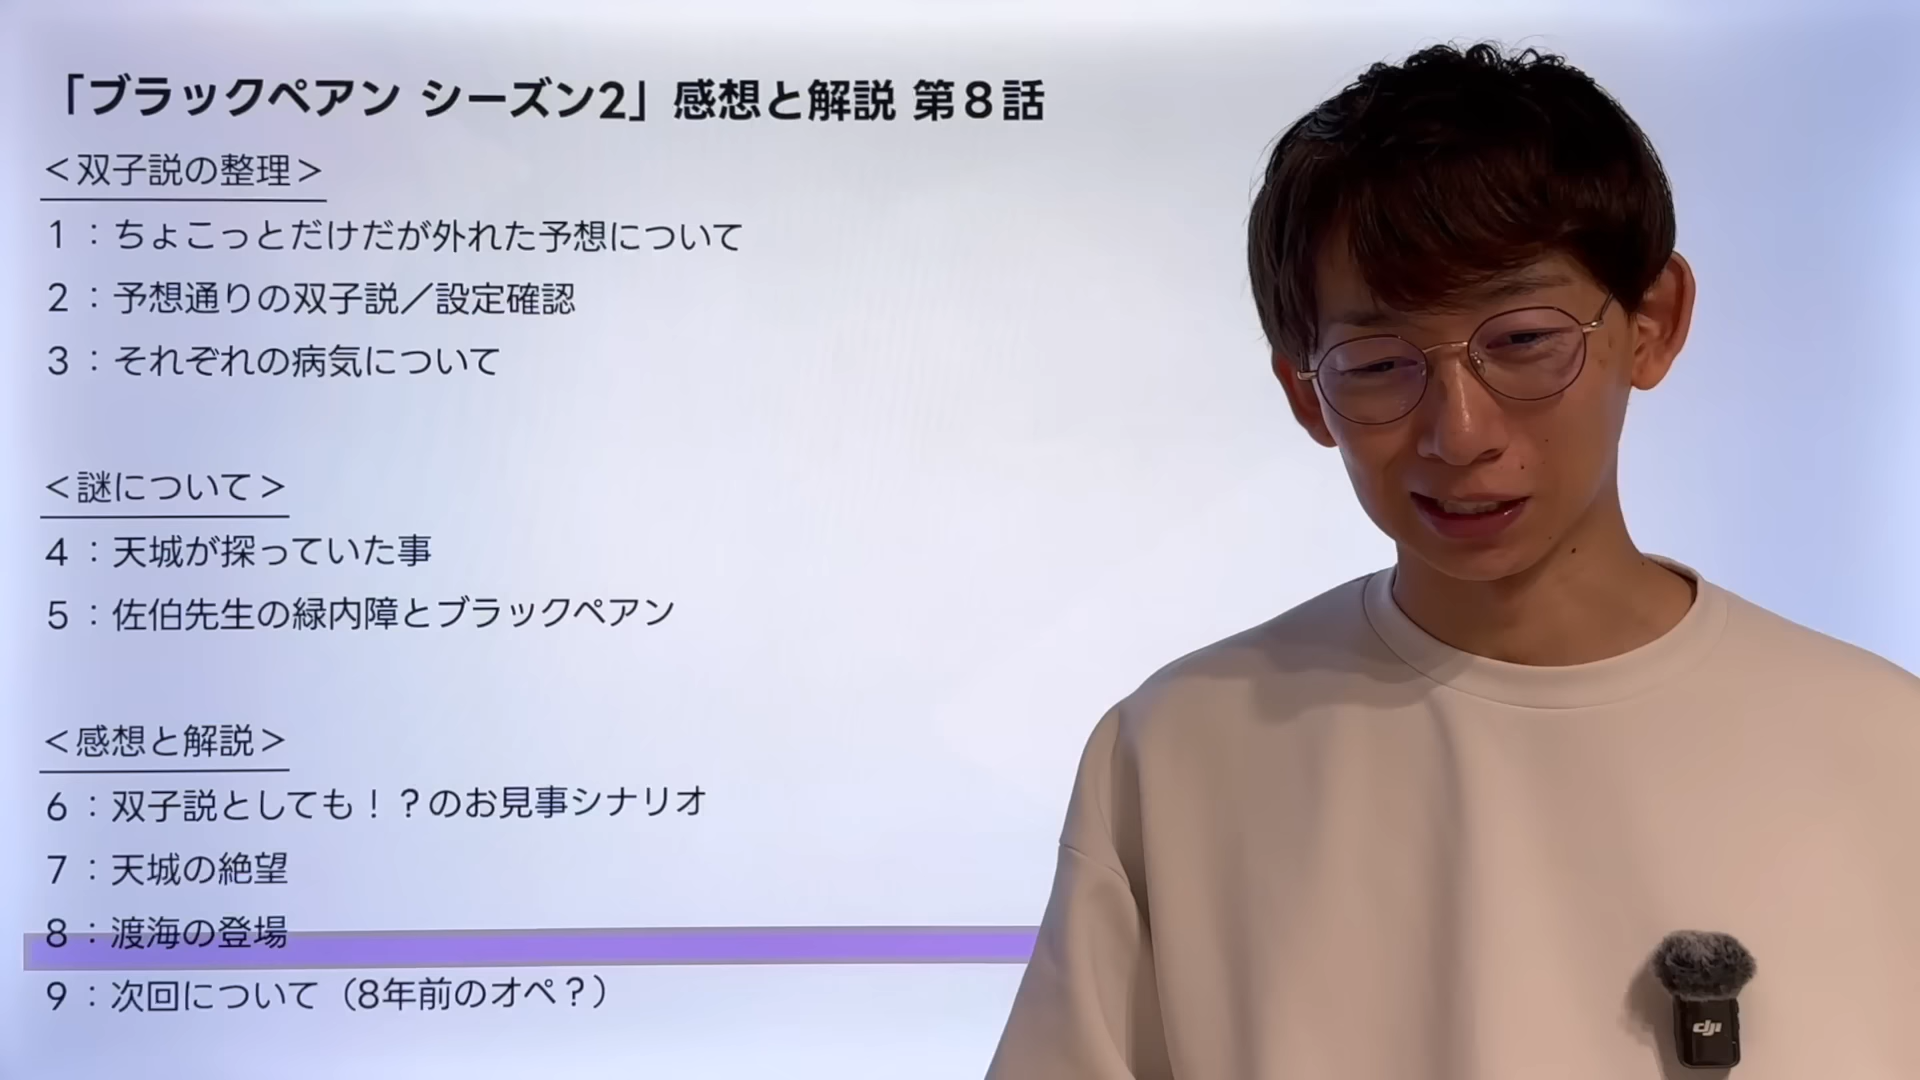 「ブラックペアン シーズン2」感想と解説 第8話
＜双子説の整理＞
1：ちょこっとだけだが外れた予想について
2：予想通りの双子説／設定確認
3：それぞれの病気について
＜謎について＞
4：天城が探っていた事
5：佐伯先生の緑内障とブラックペアン
＜感想と解説＞
6：双子説としても！？のお見事シナリオ
7：天城の絶望
8：渡海の登場
9：次回について（8年前のオペ？）
dji